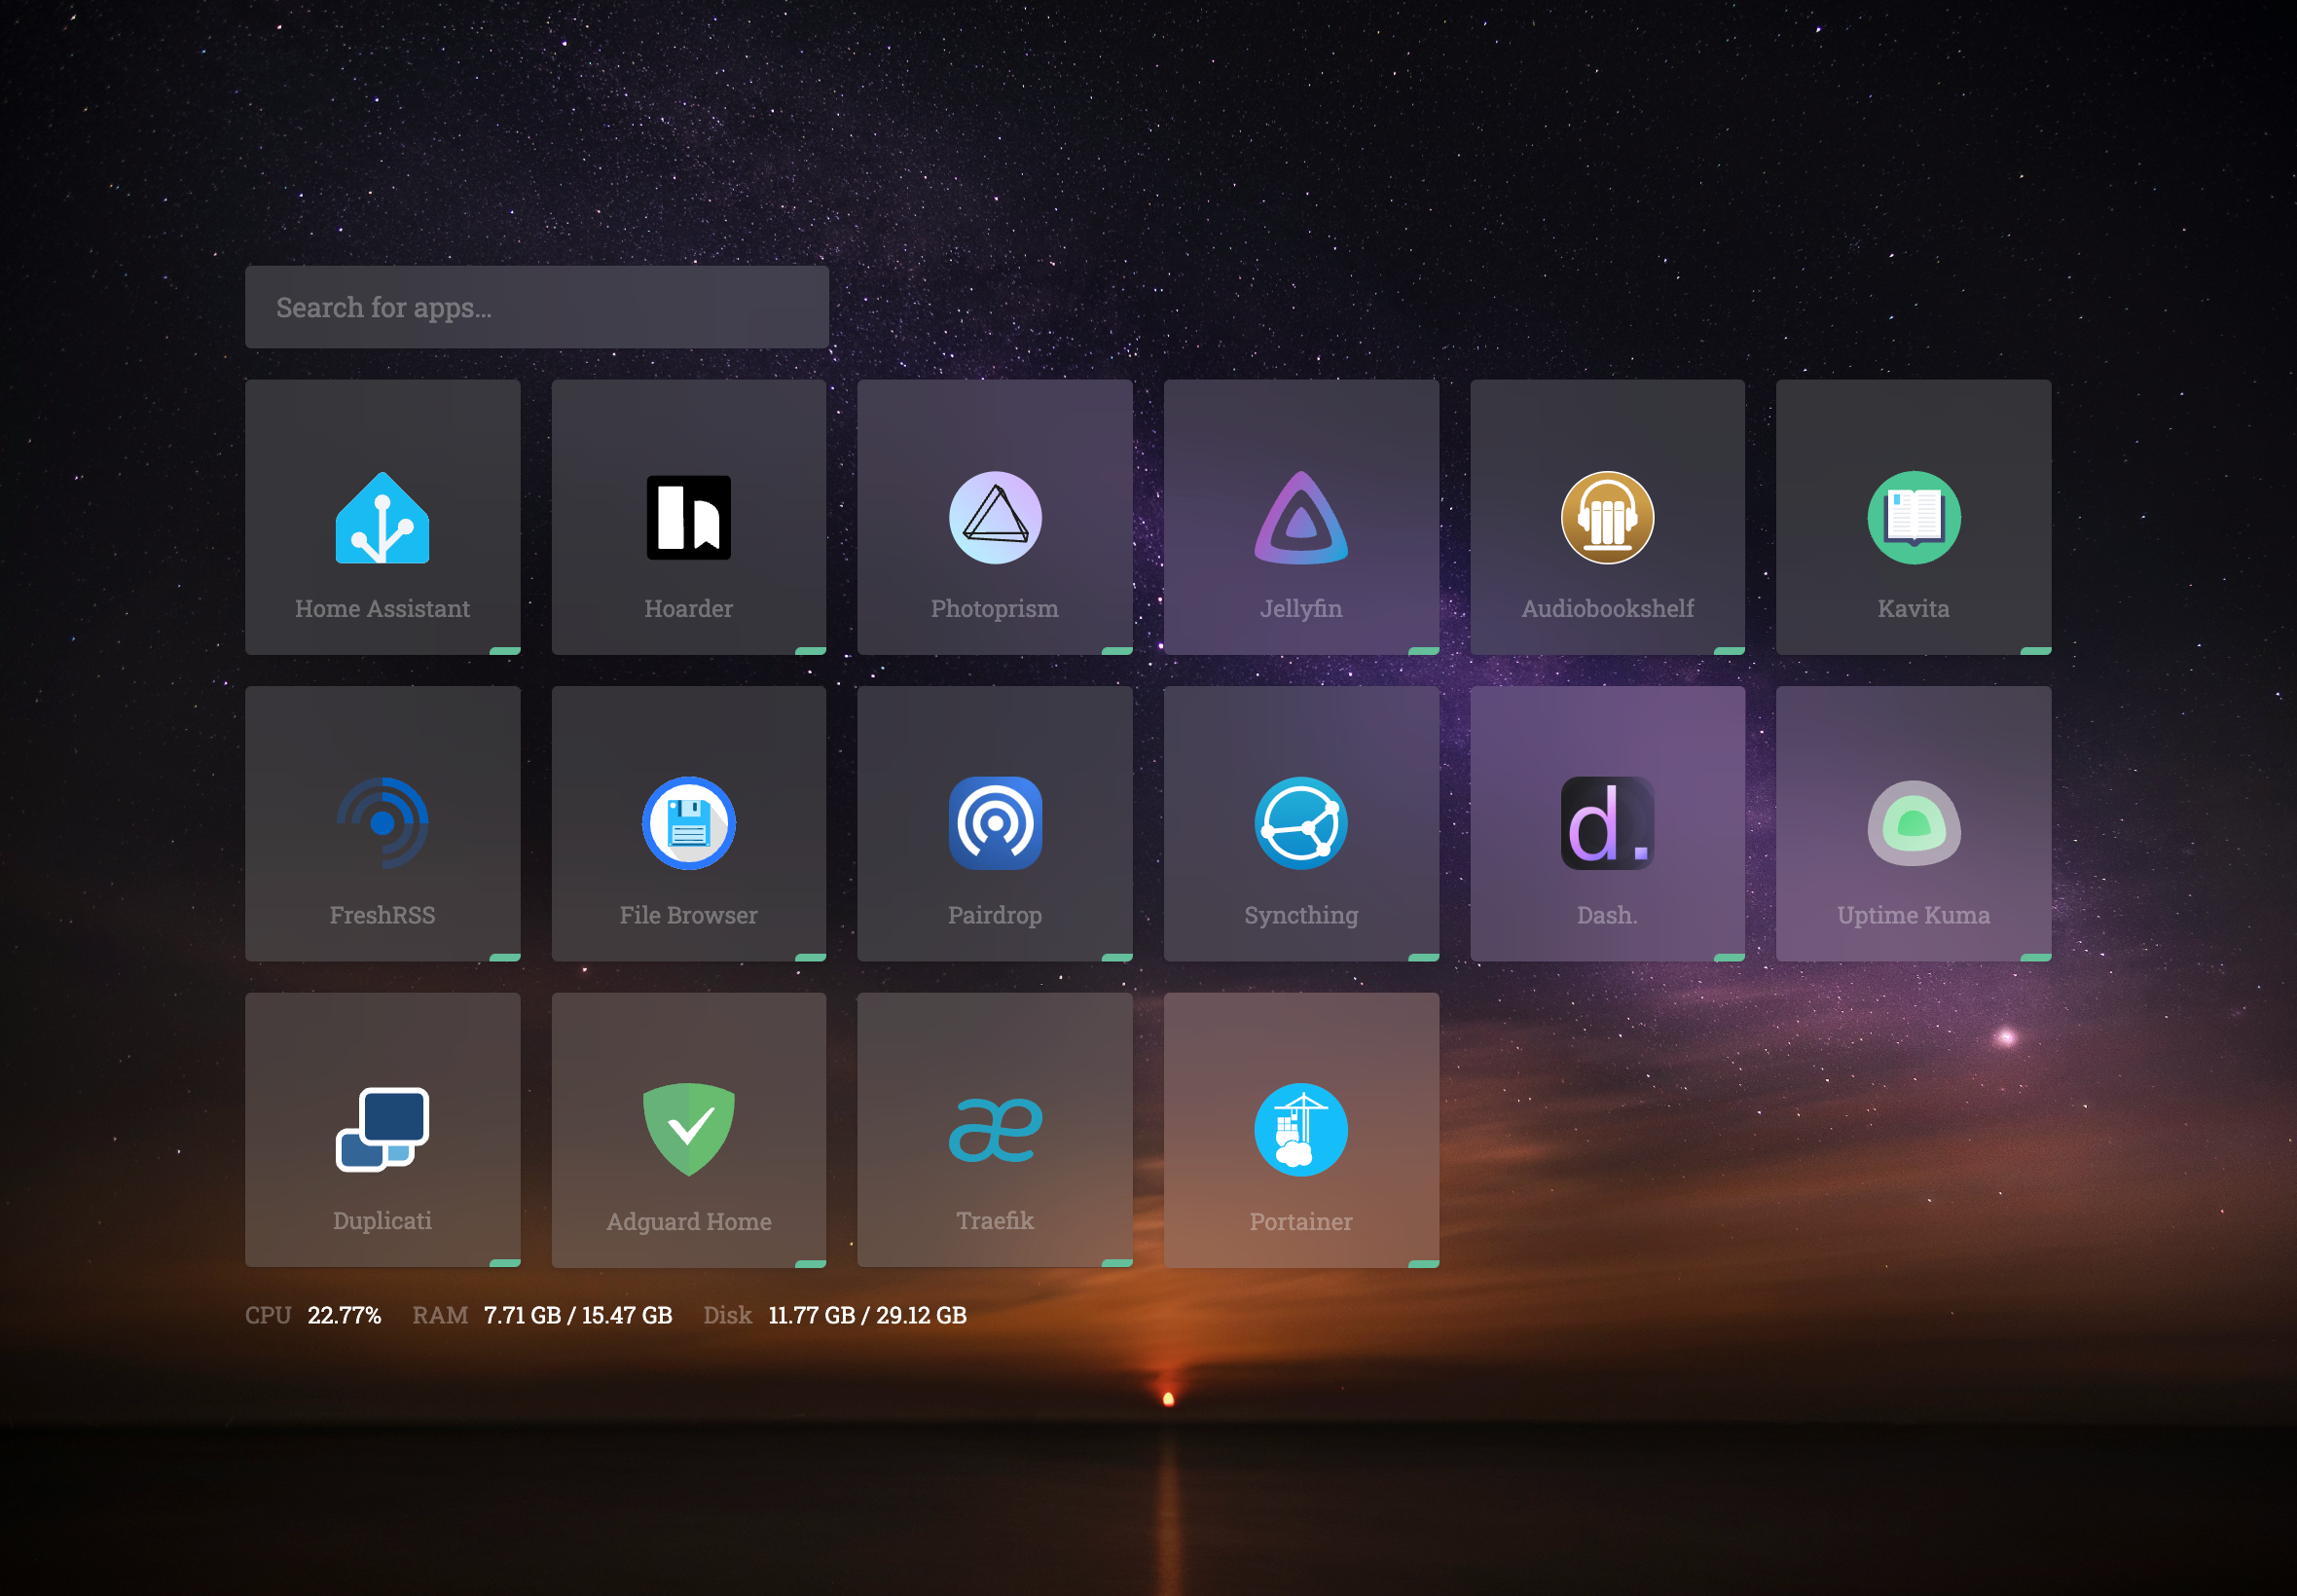 Search for apps...
Home Assistant
Hoarder
Photoprism
Jellyfin
Audiobookshelf
Kavita
FreshRSS
File Browser
Pairdrop
Syncthing
d.
Dash.
Uptime Kuma
Duplicati
Adguard Home
æ
Traefik
Portainer
CPU 22.77% RAM 7.71 GB / 15.47 GB Disk 11.77 GB / 29.12 GB